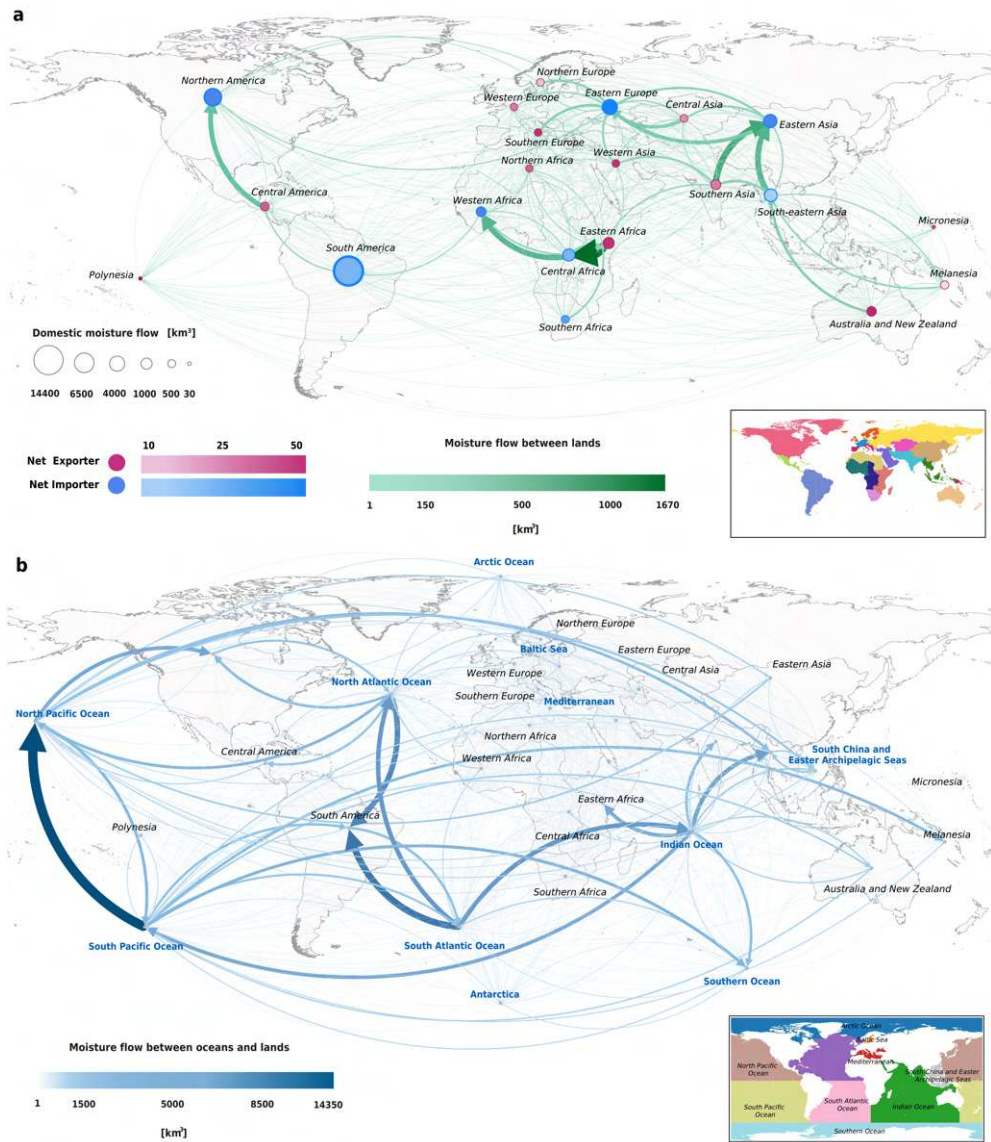 a
Northern Europe
Northern America
Western Europe
Eastern Europe
Central Asia
Eastern Asia
Southern Europe
Northern Africa
Western Asia
Southern Asia
Central America
Western Africa
South-eastern Asia
Micronesia
Eastern Africa
South America
Polynesia
Central Africa
Melanesia
Southern Africa
Australia and New Zealand
Domestic moisture flow [km³]
14400 6500 4000 1000 500 30
10 25 50
Net Exporter
Net Importer
Moisture flow between lands
1 150 500 1000 1670
[km³]
b
Arctic Ocean
Northern Europe
Baltic Sea
Eastern Europe
Central Asia
Eastern Asia
Western Europe
North Atlantic Ocean
Southern Europe
Mediterranean
North Pacific Ocean
Northern Africa
Central America
Western Africa
South China and
Easter Archipelagic Seas
Micronesia
Eastern Africa
South America
Polynesia
Central Africa
Melanesia
Indian Ocean
Southern Africa
Australia and New Zealand
South Pacific Ocean
South Atlantic Ocean
Southern Ocean
Antarctica
Moisture flow between oceans and lands
1 1500 5000 8500 14350
[km³]
Arctic Ocean
Baltic Sea
Mediterranean
North Pacific
Ocean
South China and Easter
Archipelagic Seas
South Pacific
Ocean
South Atlantic
Ocean
Indian Ocean
Southern Ocean